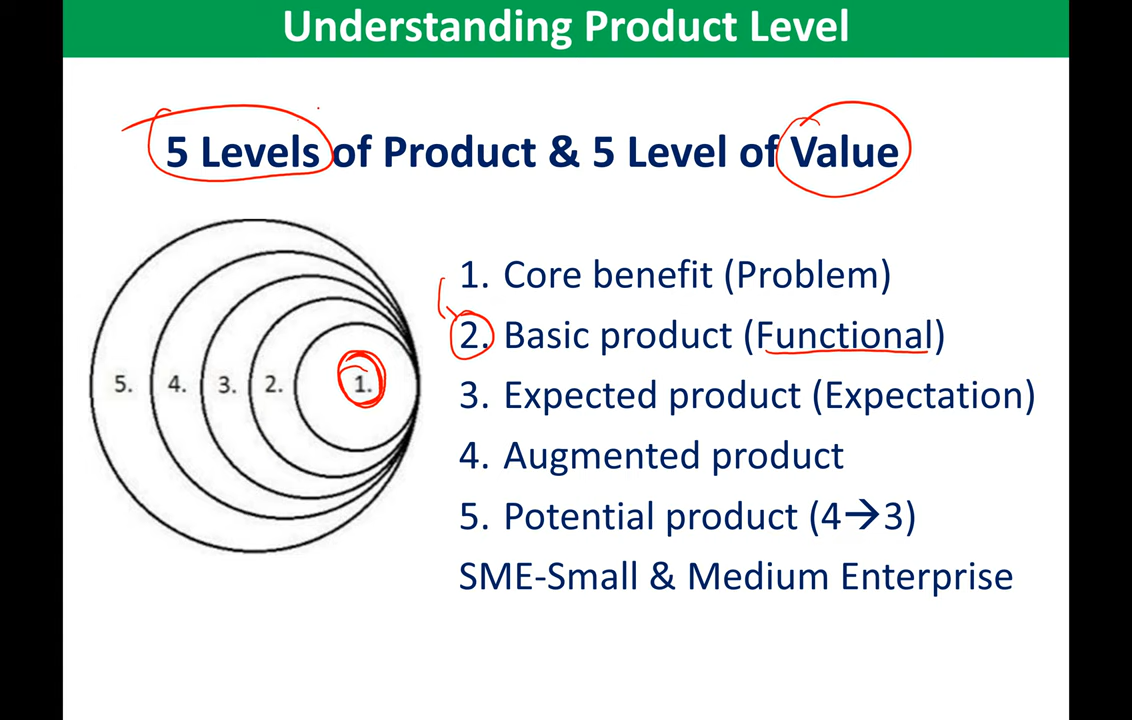 Understanding Product Level
5 Levels of Product & 5 Level of Value
1. Core benefit (Problem)
2. Basic product (Functional)
3. Expected product (Expectation)
4. Augmented product
5. Potential product (4→3)
SME-Small & Medium Enterprise
5. 4. 3. 2. 1.